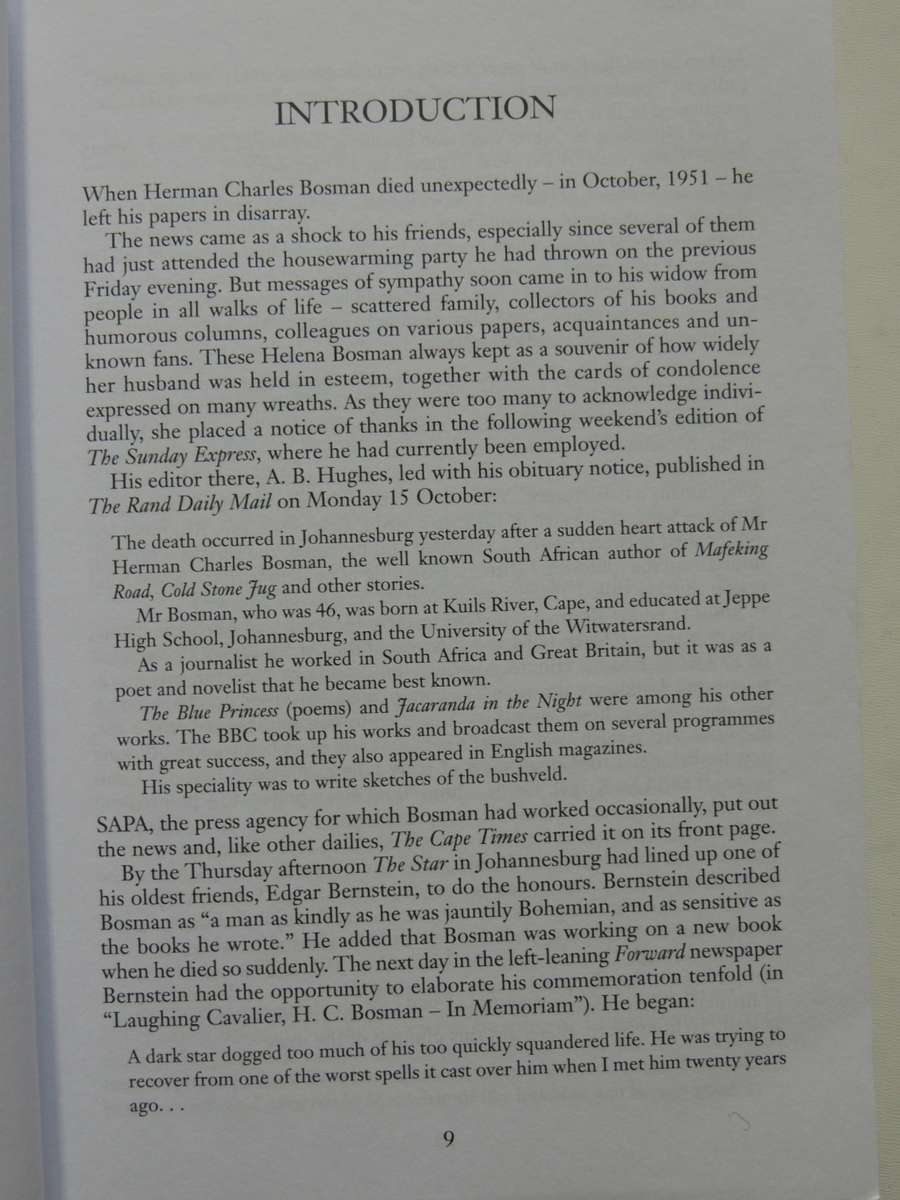 INTRODUCTION
When Herman Charles Bosman died unexpectedly – in October, 1951 – he
left his papers in disarray.
The news came as a shock to his friends, especially since several of them
had just attended the housewarming party he had thrown on the previous
Friday evening. But messages of sympathy soon came in to his widow from
people in all walks of life – scattered family, collectors of his books and
humorous columns, colleagues on various papers, acquaintances and un-
known fans. These Helena Bosman always kept as a souvenir of how widely
her husband was held in esteem, together with the cards of condolence
expressed on many wreaths. As they were too many to acknowledge indivi-
dually, she placed a notice of thanks in the following weekend's edition of
The Sunday Express, where he had currently been employed.
His editor there, A. B. Hughes, led with his obituary notice, published in
The Rand Daily Mail on Monday 15 October:
The death occurred in Johannesburg yesterday after a sudden heart attack of Mr
Herman Charles Bosman, the well known South African author of Mafeking
Road, Cold Stone Jug and other stories.
Mr Bosman, who was 46, was born at Kuils River, Cape, and educated at Jeppe
High School, Johannesburg, and the University of the Witwatersrand.
As a journalist he worked in South Africa and Great Britain, but it was as a
poet and novelist that he became best known.
The Blue Princess (poems) and Jacaranda in the Night were among his other
works. The BBC took up his works and broadcast them on several programmes
with great success, and they also appeared in English magazines.
His speciality was to write sketches of the bushveld.
SAPA, the press agency for which Bosman had worked occasionally, put out
the news and, like other dailies, The Cape Times carried it on its front page.
By the Thursday afternoon The Star in Johannesburg had lined up one of
his oldest friends, Edgar Bernstein, to do the honours. Bernstein described
Bosman as “a man as kindly as he was jauntily Bohemian, and as sensitive as
the books he wrote.” He added that Bosman was working on a new book
when he died so suddenly. The next day in the left-leaning Forward newspaper
Bernstein had the opportunity to elaborate his commemoration tenfold (in
“Laughing Cavalier, H. C. Bosman – In Memoriam”). He began:
A dark star dogged too much of his too quickly squandered life. He was trying to
recover from one of the worst spells it cast over him when I met him twenty years
ago. . .
9